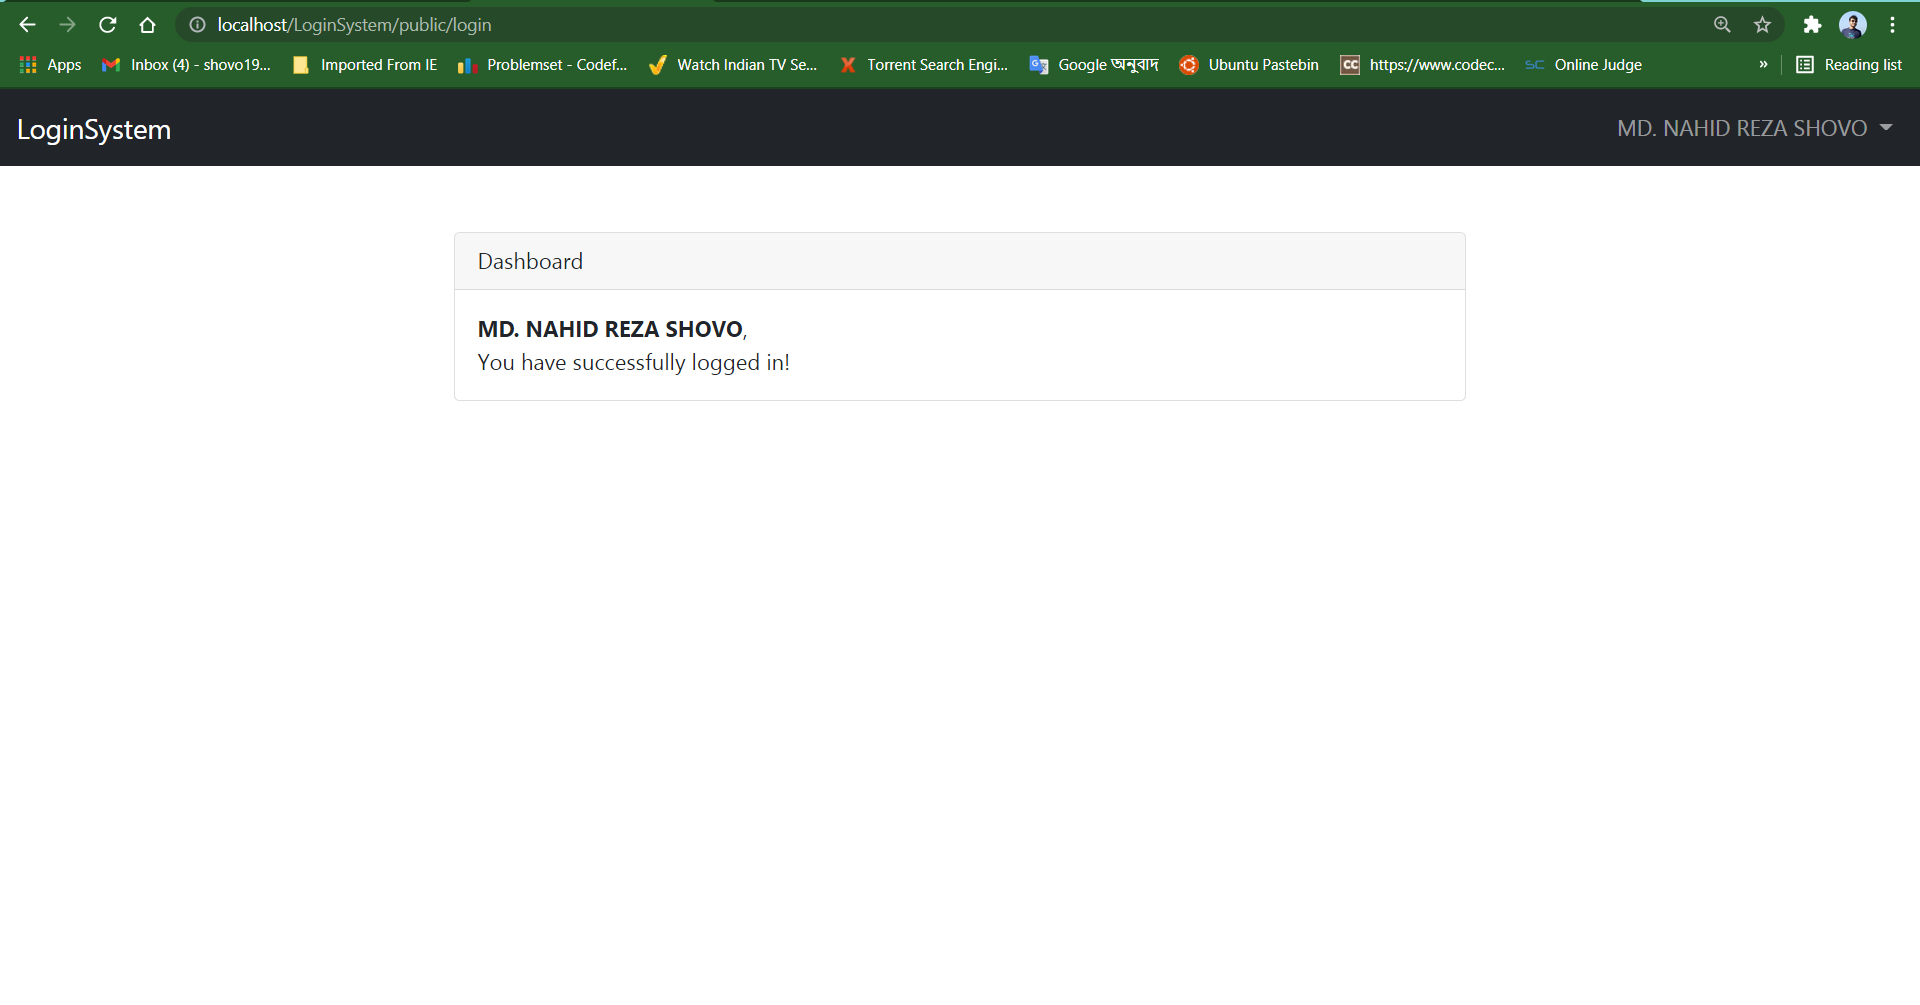 localhost/LoginSystem/public/login
Apps Inbox (4) - shovo19... Imported From IE Problemset - Codef... Watch Indian TV Se... X Torrent Search Engi... Google অনুবাদ Ubuntu Pastebin CC https://www.codec... SC Online Judge » Reading list
LoginSystem MD. NAHID REZA SHOVO
Dashboard
MD. NAHID REZA SHOVO,
You have successfully logged in!